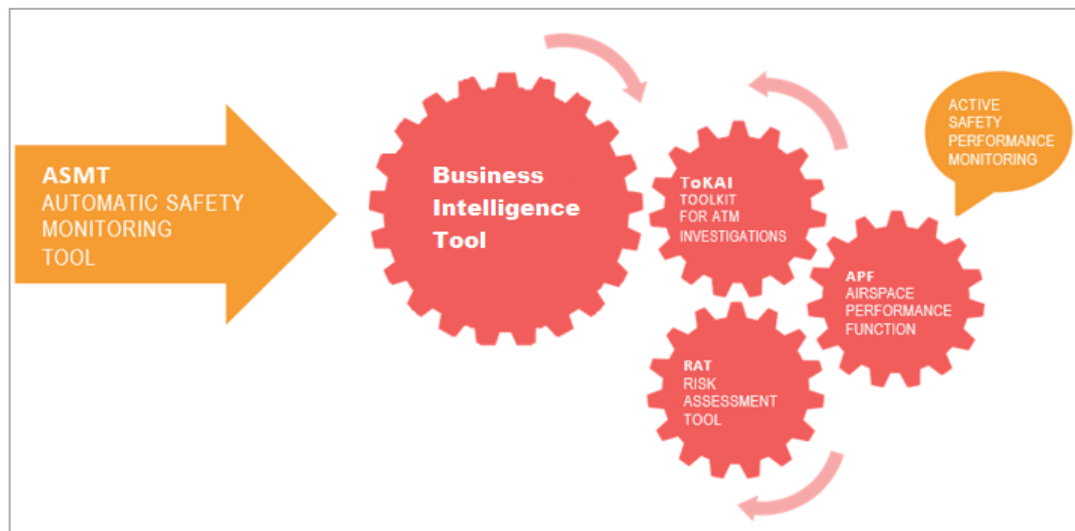 ASMT
AUTOMATIC SAFETY
MONITORING
TOOL
Business
Intelligence
Tool
ToKAI
TOOLKIT
FOR ATM
INVESTIGATIONS
RAT
RISK
ASSESSMENT
TOOL
APF
AIRSPACE
PERFORMANCE
FUNCTION
ACTIVE
SAFETY
PERFORMANCE
MONITORING